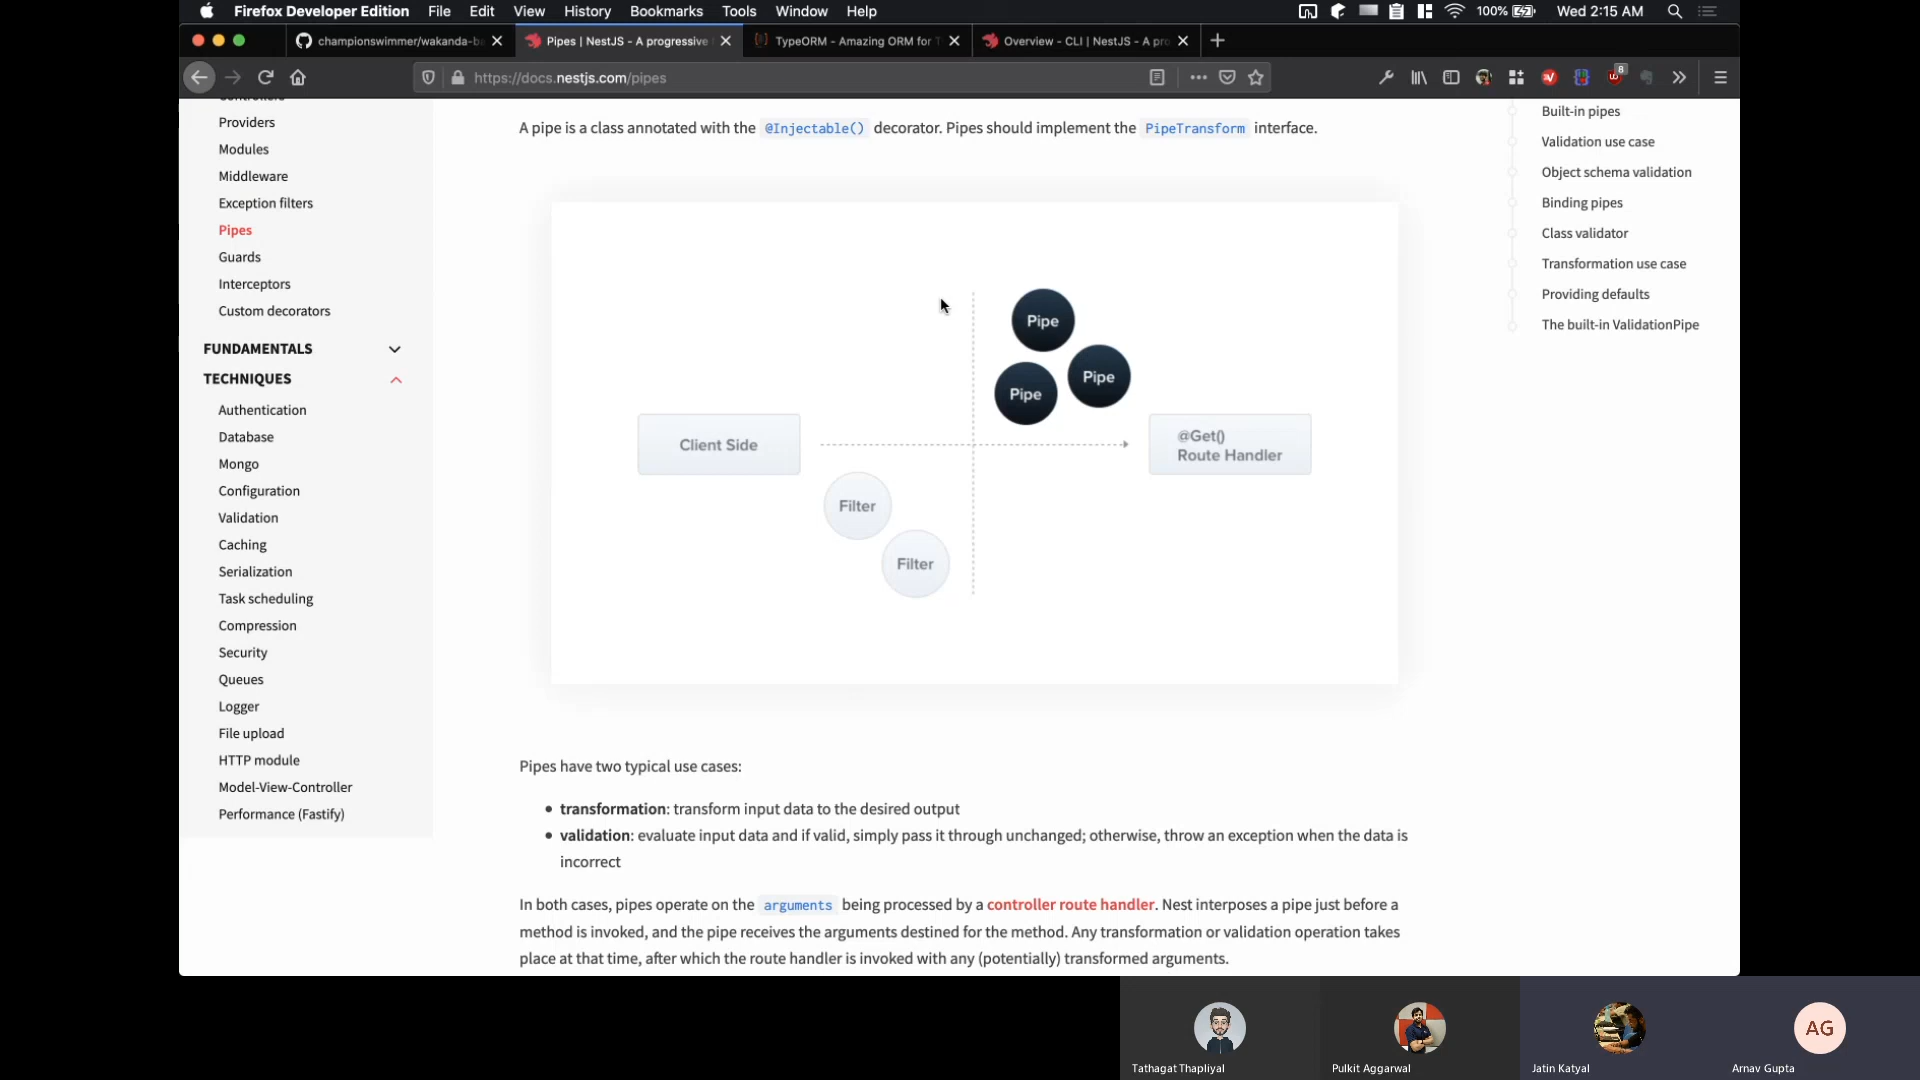 Firefox Developer Edition File Edit View History Bookmarks Tools Window Help 100% Wed 2:15 AM
championswimmer/wakanda-ba
Pipes | NestJS - A progressive
TypeORM - Amazing ORM for T
Overview - CLI | NestJS - A pro
https://docs.nestjs.com/pipes
8
Controllers
Providers
Modules
Middleware
Exception filters
Pipes
Guards
Interceptors
Custom decorators
FUNDAMENTALS
TECHNIQUES
Authentication
Database
Mongo
Configuration
Validation
Caching
Serialization
Task scheduling
Compression
Security
Queues
Logger
File upload
HTTP module
Model-View-Controller
Performance (Fastify)
A pipe is a class annotated with the @Injectable() decorator. Pipes should implement the PipeTransform interface.
Pipe
Pipe
Pipe
Client Side
@Get()
Route Handler
Filter
Filter
Pipes have two typical use cases:
• transformation: transform input data to the desired output
• validation: evaluate input data and if valid, simply pass it through unchanged; otherwise, throw an exception when the data is
incorrect
In both cases, pipes operate on the arguments being processed by a controller route handler. Nest interposes a pipe just before a
method is invoked, and the pipe receives the arguments destined for the method. Any transformation or validation operation takes
place at that time, after which the route handler is invoked with any (potentially) transformed arguments.
Built-in pipes
Validation use case
Object schema validation
Binding pipes
Class validator
Transformation use case
Providing defaults
The built-in ValidationPipe
AG
Tathagat Thapliyal
Pulkit Aggarwal
Jatin Katyal
Arnav Gupta